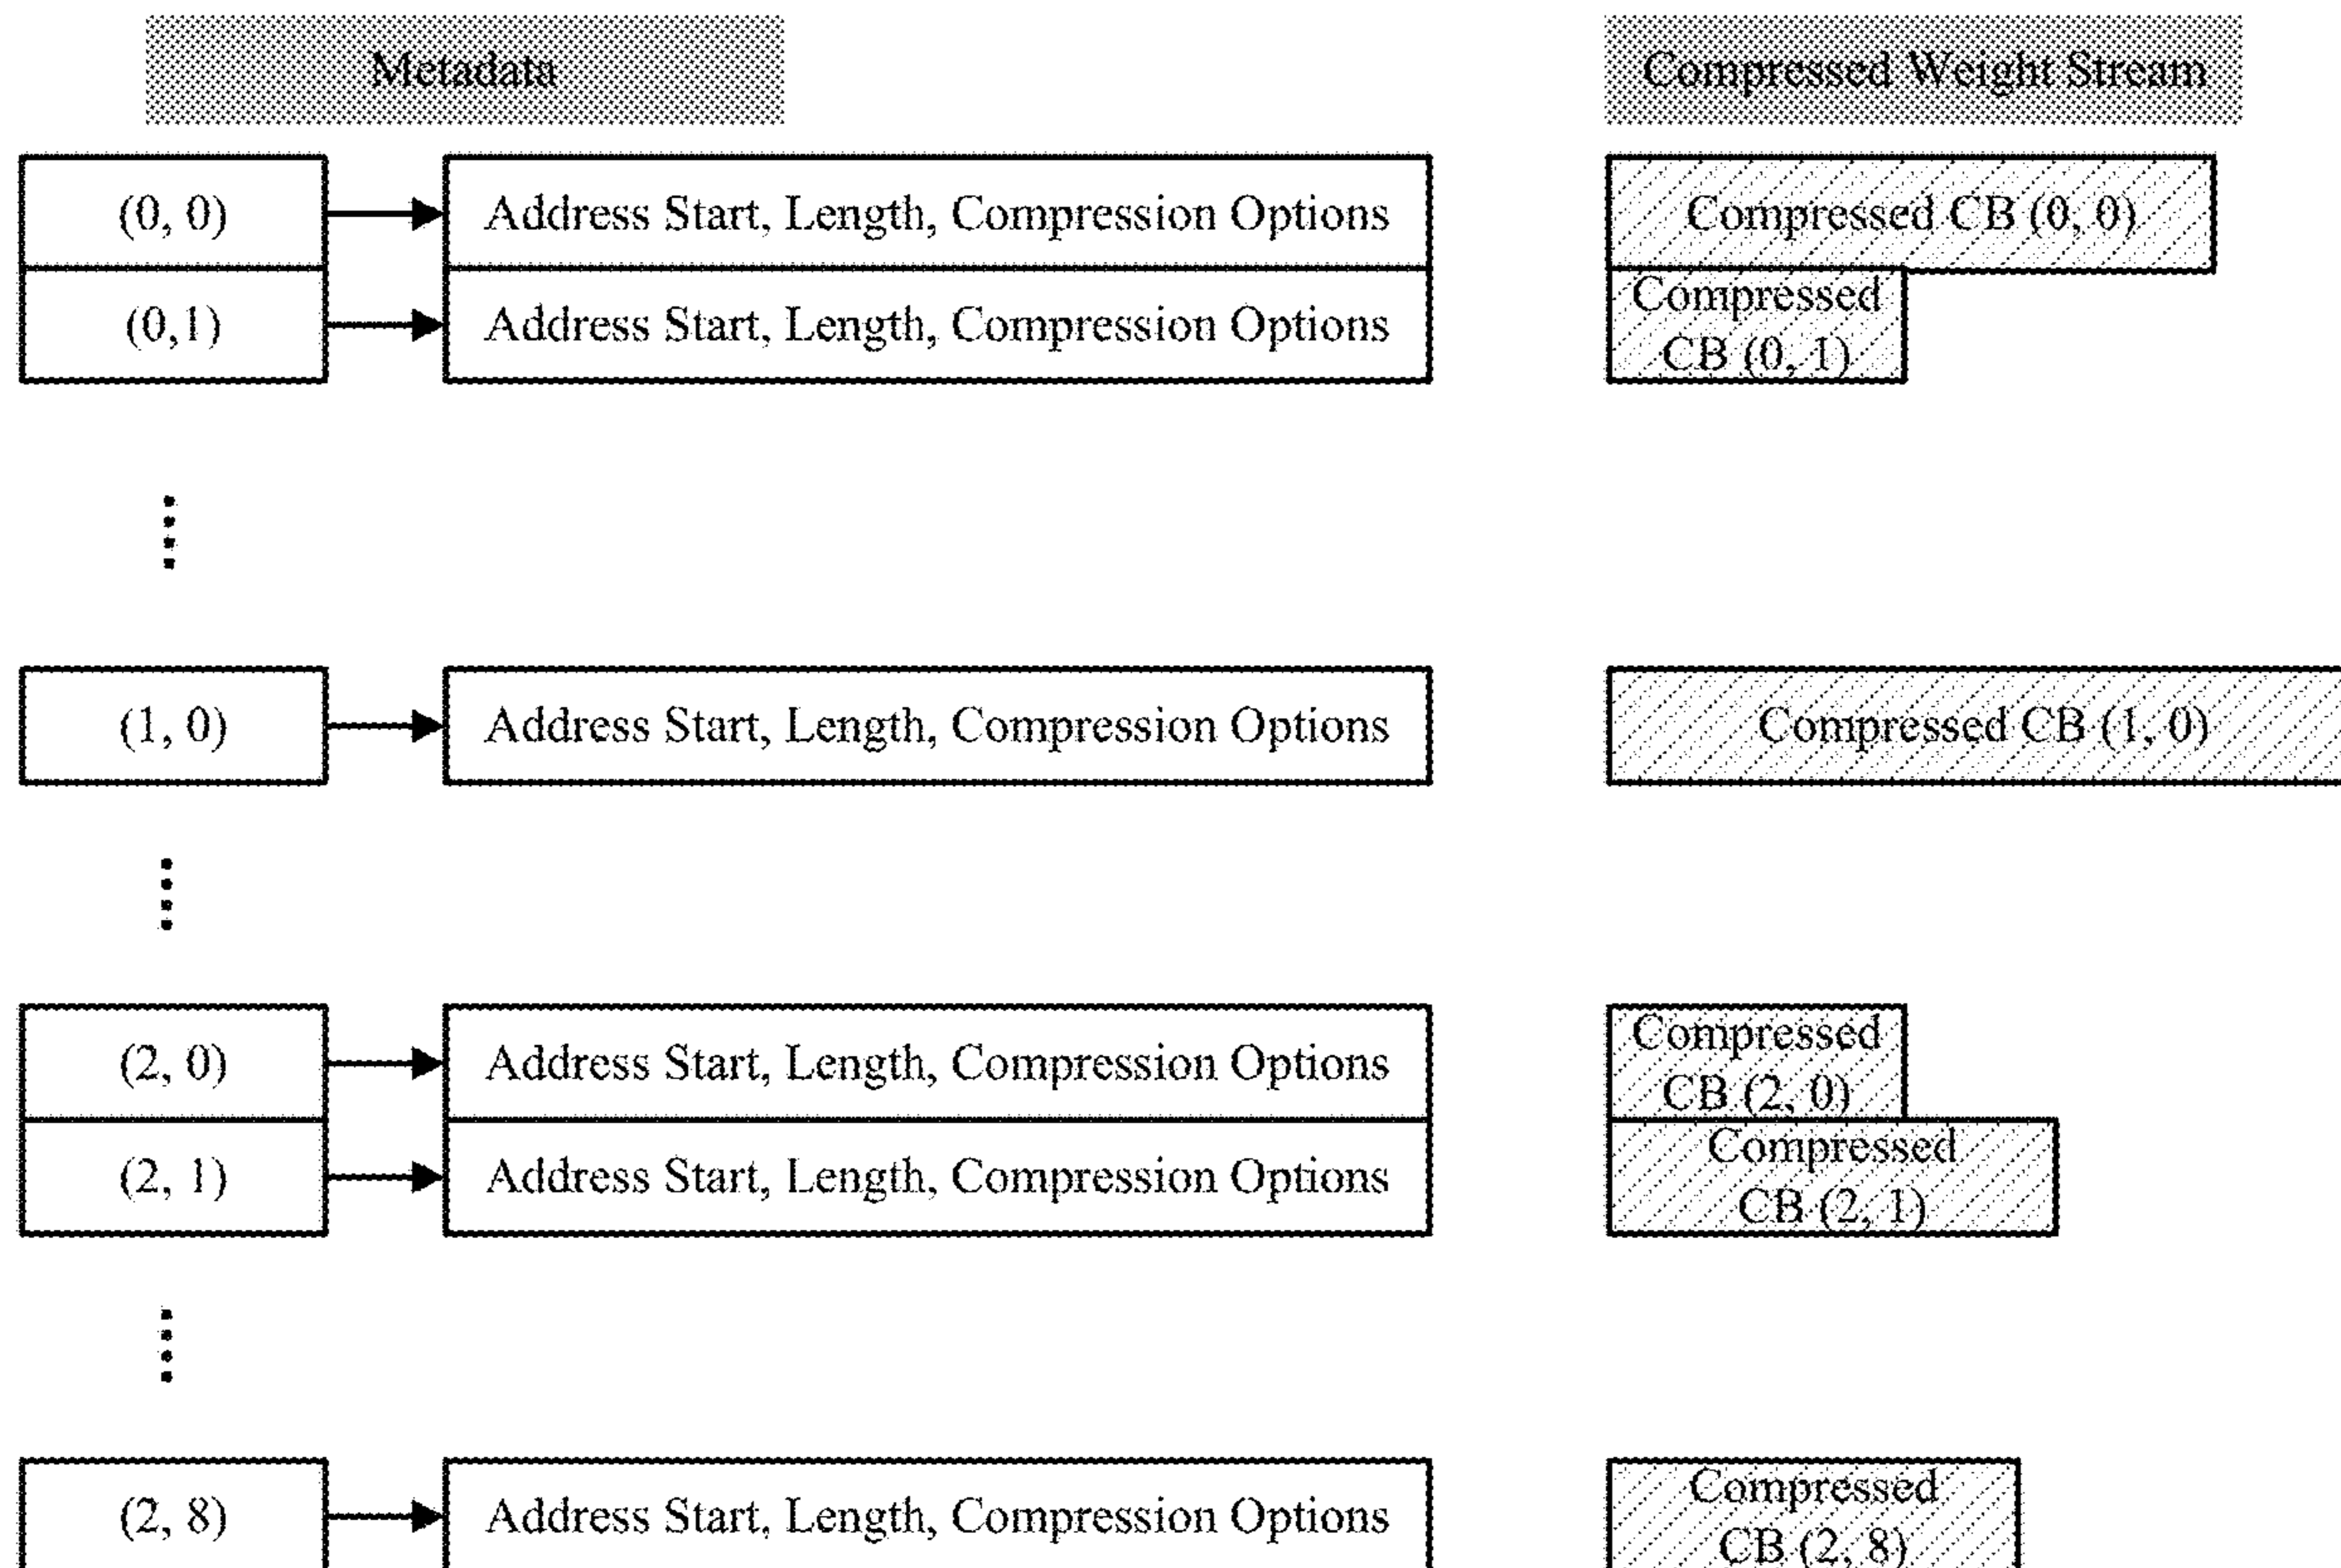 Metadata
Compressed Weight Stream
(0, 0)
Address Start, Length, Compression Options
Compressed CB (0, 0)
(0,1)
Address Start, Length, Compression Options
Compressed
CB (0, 1)
(1, 0)
Address Start, Length, Compression Options
Compressed CB (1, 0)
(2, 0)
Address Start, Length, Compression Options
Compressed
CB (2, 0)
(2, 1)
Address Start, Length, Compression Options
Compressed
CB (2, 1)
(2, 8)
Address Start, Length, Compression Options
Compressed
CB (2, 8)